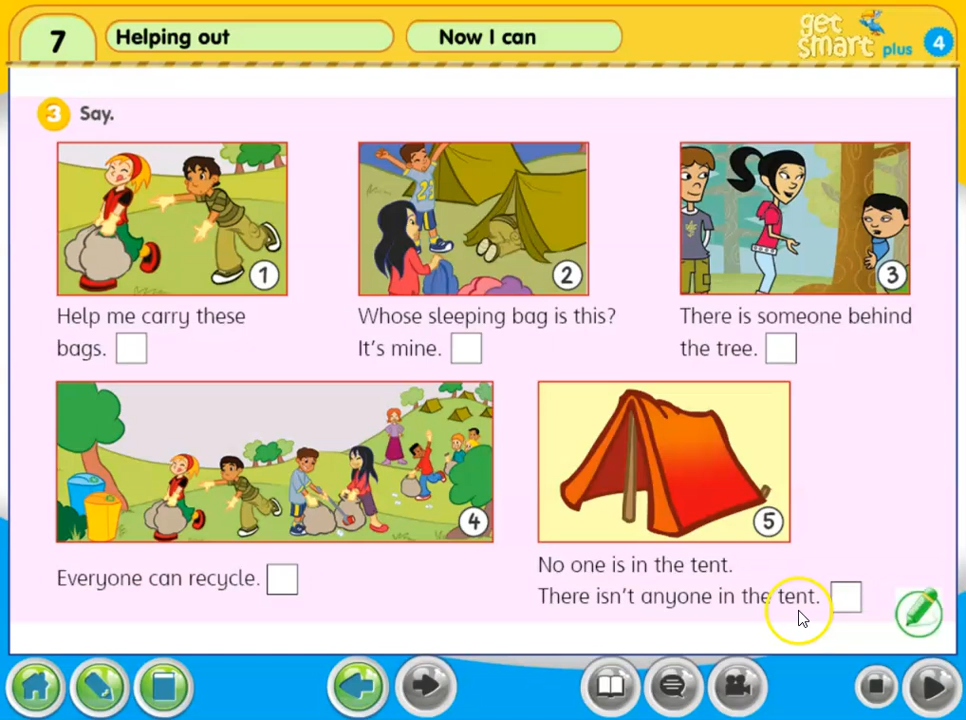 7
Helping out
Now I can
get smart plus 4
3 Say.
1
Help me carry these
bags.
2
Whose sleeping bag is this?
It's mine.
3
There is someone behind
the tree.
4
Everyone can recycle.
5
No one is in the tent.
There isn't anyone in the tent.